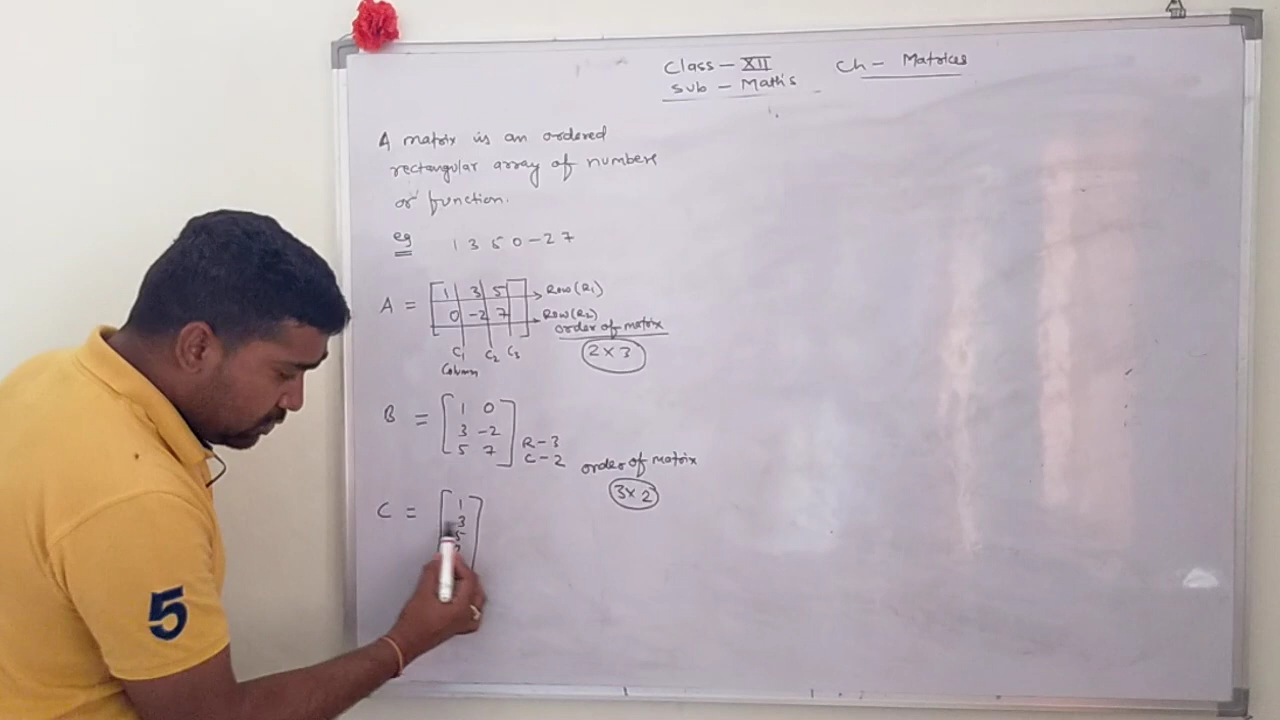 Class - XII Ch - Matrices
Sub - Maths
A matrix is an ordered
rectangular array of numbers
or function.
eg 1 3 5 0 -2 7
A = [ 1 3 5 ] → Row (R1)
[ 0 -2 7 ] → Row (R2)
order of matrix
C1 C2 C3
Column
2 × 3
B = [ 1 0 ]
[ 3 -2 ]
[ 5 7 ]
R - 3
C - 2
order of matrix
3 × 2
C = [ 1
3
5
5